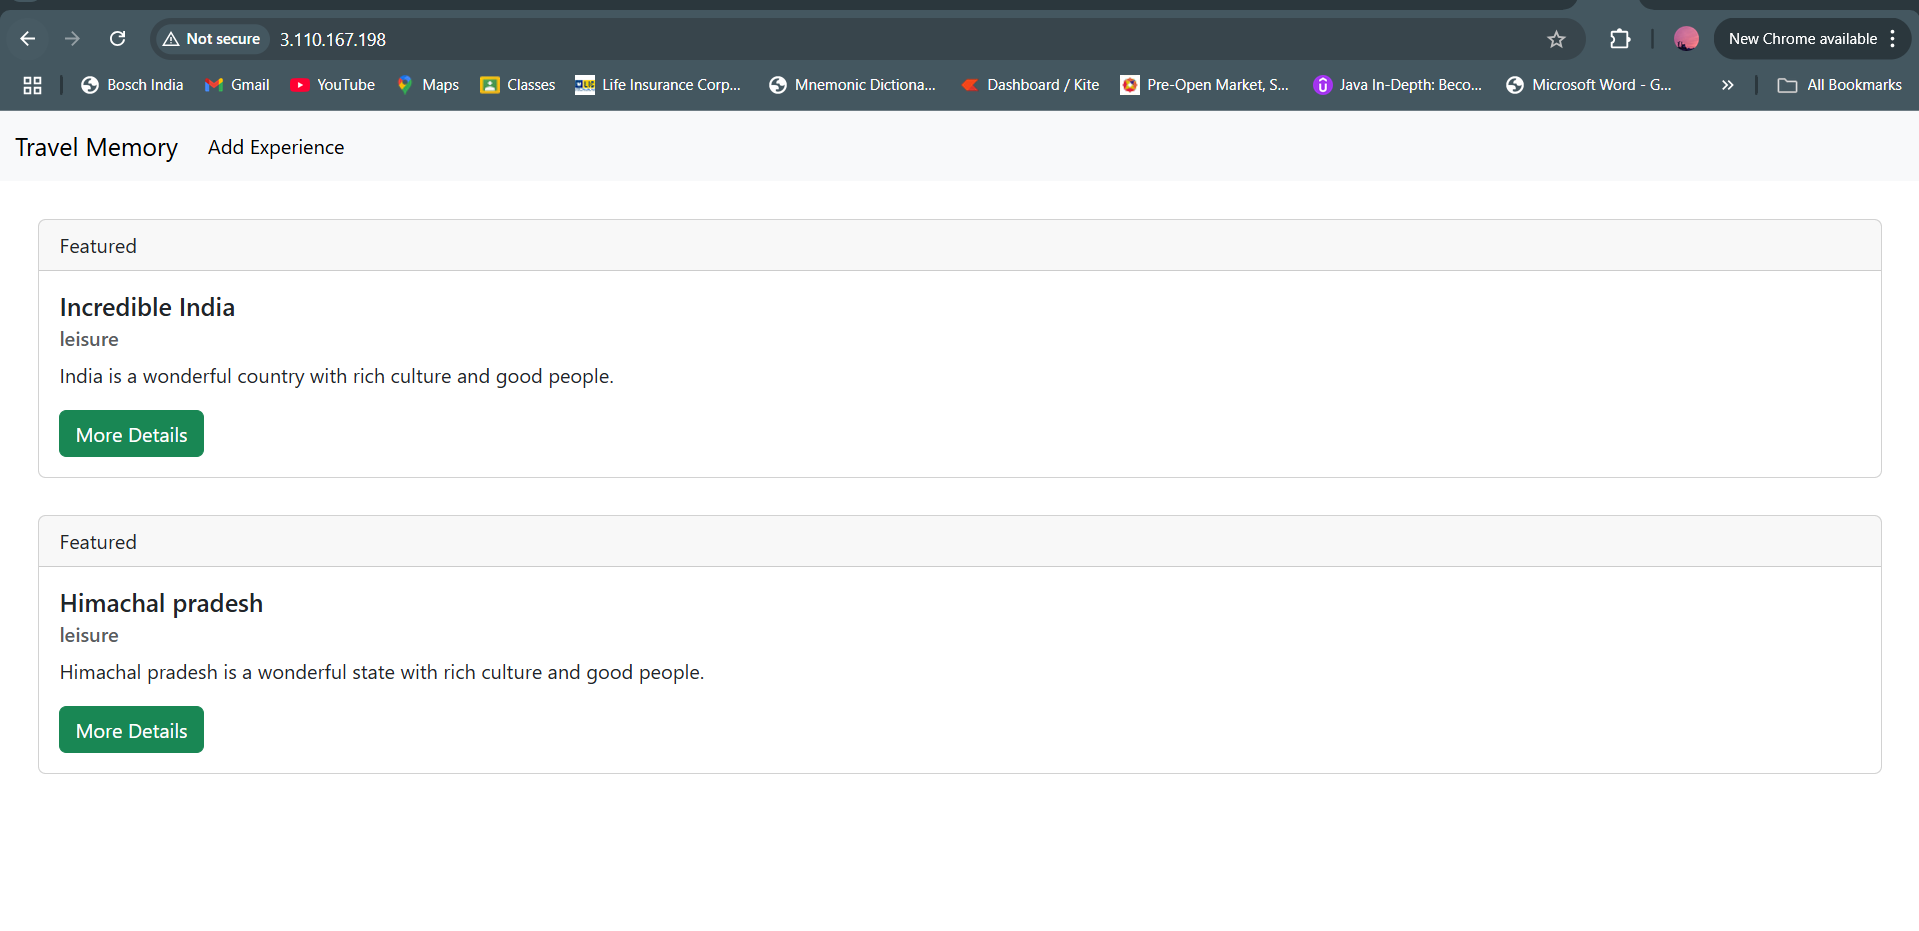 Not secure 3.110.167.198 New Chrome available
Bosch India Gmail YouTube Maps Classes Life Insurance Corp... Mnemonic Dictiona... Dashboard / Kite Pre-Open Market, S... Java In-Depth: Beco... Microsoft Word - G... » All Bookmarks
Travel Memory Add Experience
Featured
Incredible India
leisure
India is a wonderful country with rich culture and good people.
More Details
Featured
Himachal pradesh
leisure
Himachal pradesh is a wonderful state with rich culture and good people.
More Details